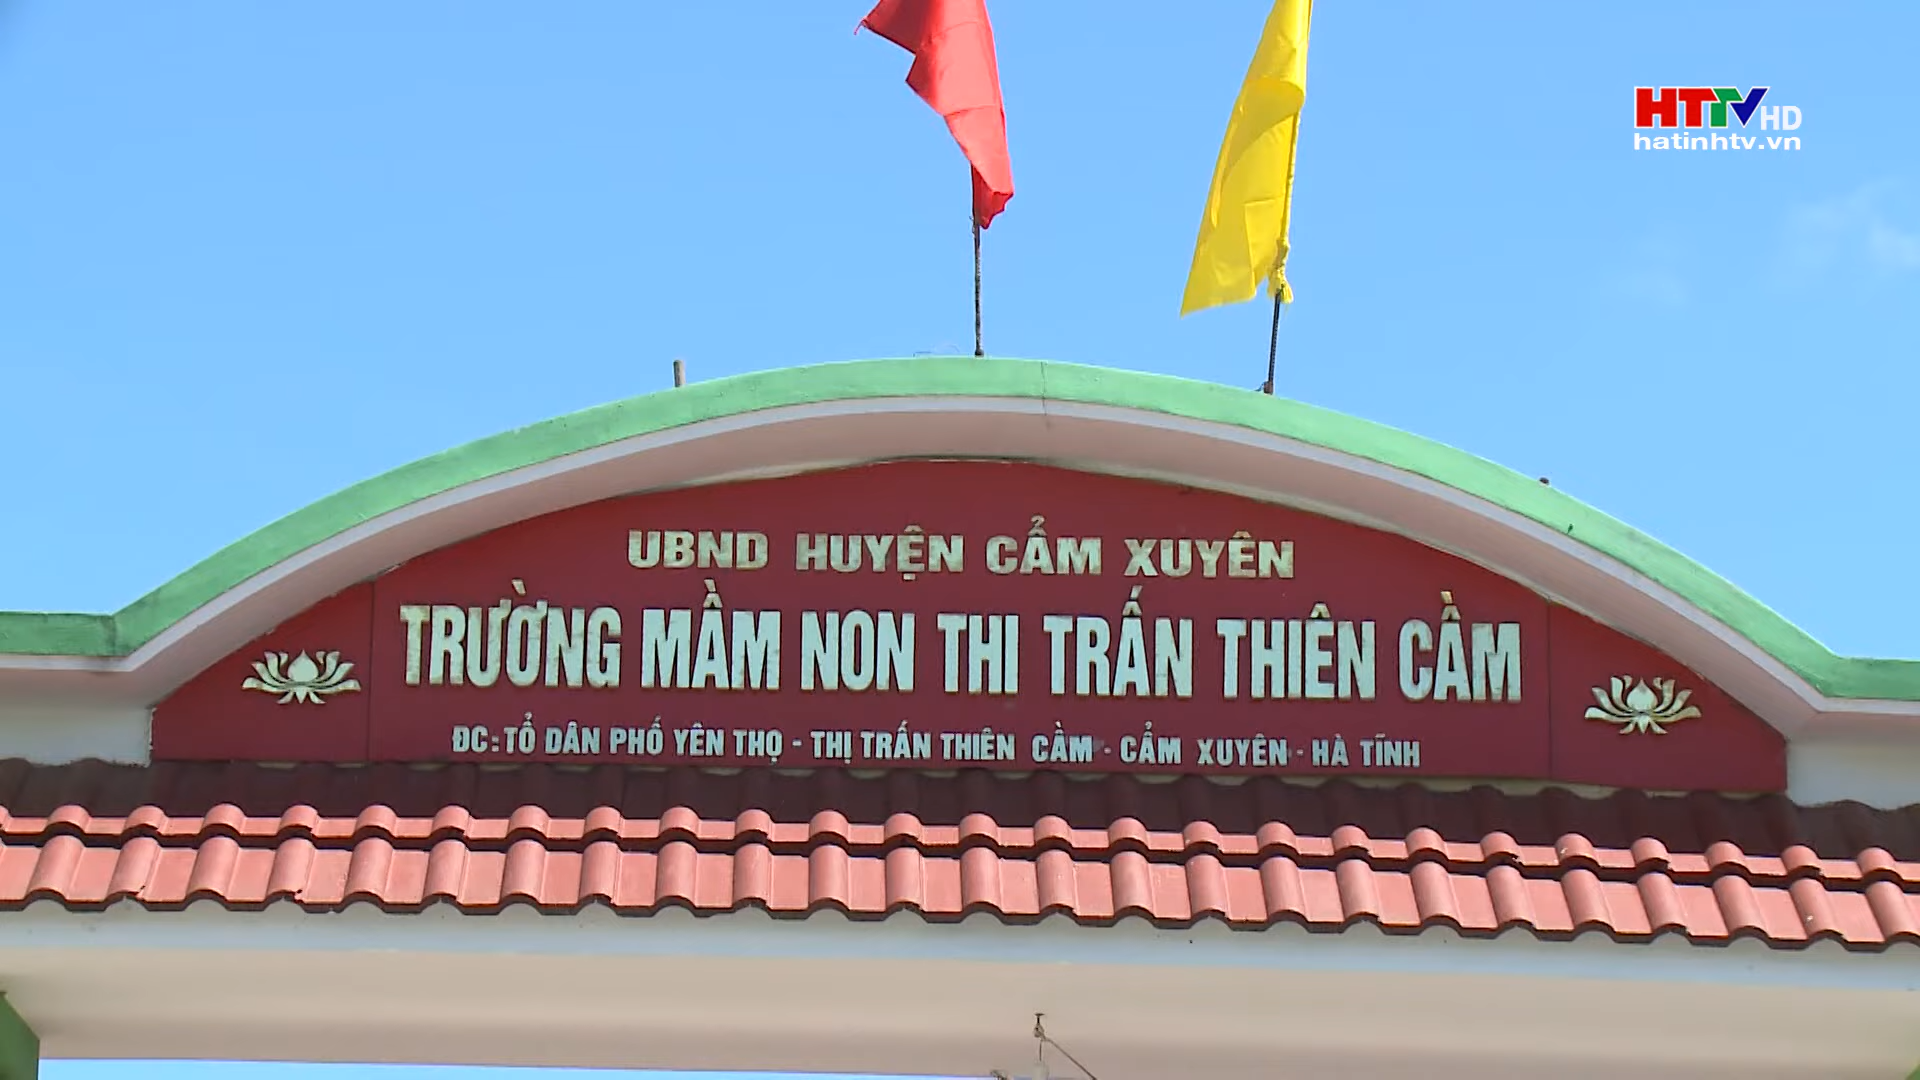 HTTV HD
hatinhtv.vn
UBND HUYỆN CẨM XUYÊN
TRƯỜNG MẦM NON THI TRẤN THIÊN CẦM
ĐC: TỔ DÂN PHỐ YÊN THỌ - THỊ TRẤN THIÊN CẦM - CẨM XUYÊN - HÀ TĨNH